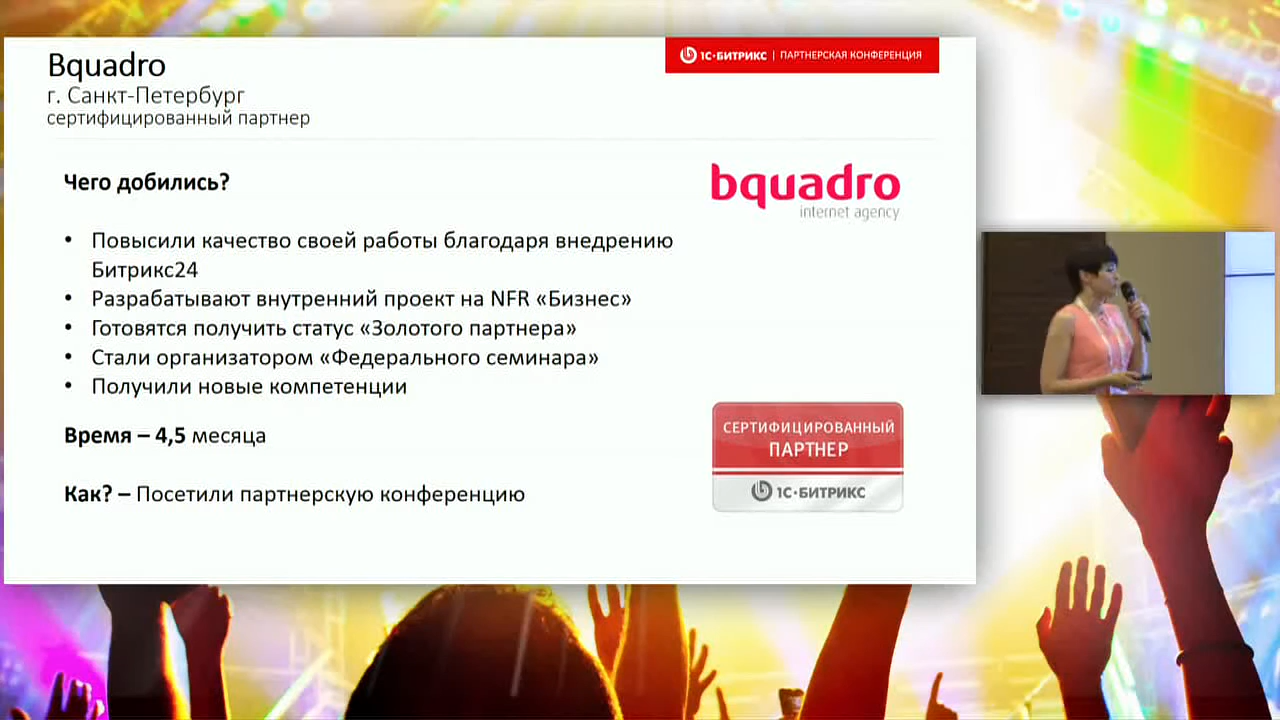 Bquadro
г. Санкт-Петербург
сертифицированный партнер
1С·БИТРИКС | ПАРТНЕРСКАЯ КОНФЕРЕНЦИЯ
Чего добились?
bquadro
internet agency
• Повысили качество своей работы благодаря внедрению
Битрикс24
• Разрабатывают внутренний проект на NFR «Бизнес»
• Готовятся получить статус «Золотого партнера»
• Стали организатором «Федерального семинара»
• Получили новые компетенции
Время – 4,5 месяца
Как? – Посетили партнерскую конференцию
СЕРТИФИЦИРОВАННЫЙ
ПАРТНЕР
1С·БИТРИКС